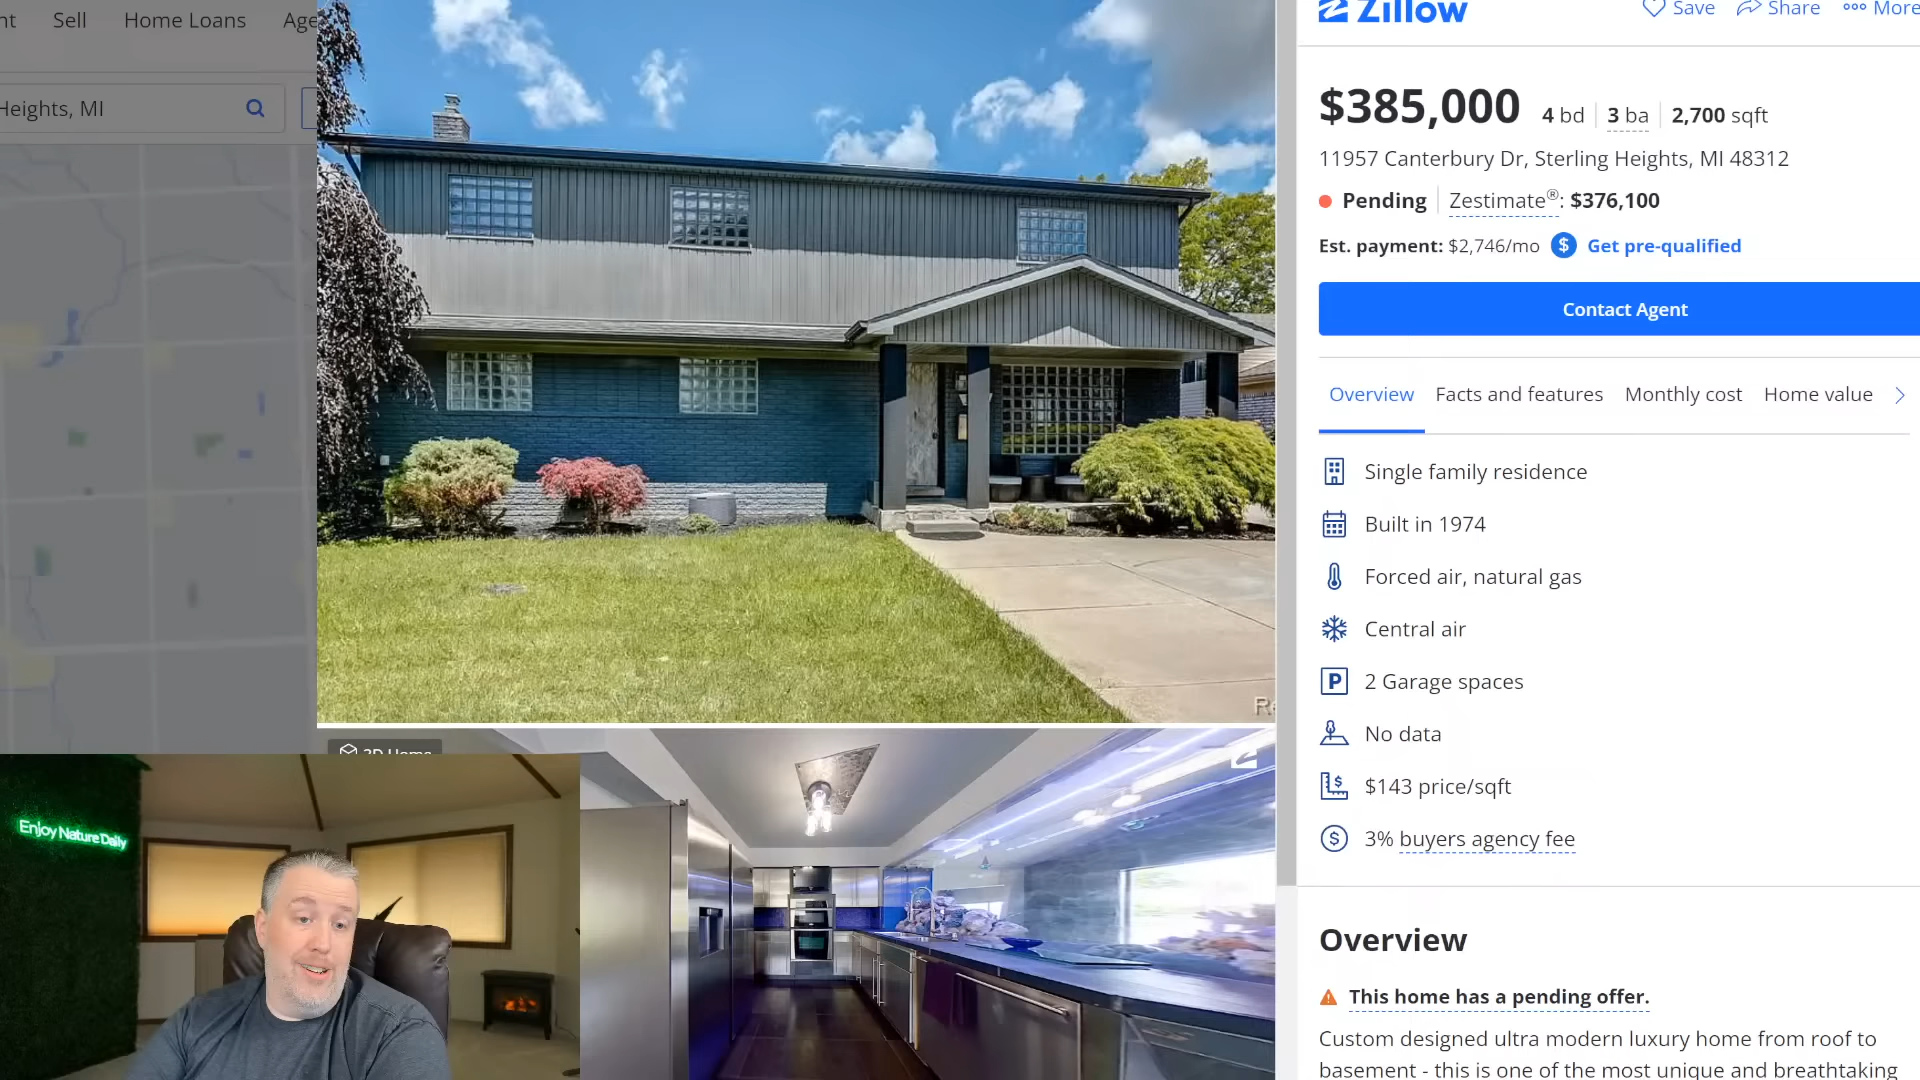 Sell
Home Loans
Heights, MI
Zillow
Save
Share
More
$385,000 4 bd 3 ba 2,700 sqft
11957 Canterbury Dr, Sterling Heights, MI 48312
Pending
Zestimate®: $376,100
Est. payment: $2,746/mo
$
Get pre-qualified
Contact Agent
Overview
Facts and features
Monthly cost
Home value
Single family residence
Built in 1974
Forced air, natural gas
Central air
P
2 Garage spaces
No data
$
$143 price/sqft
$
3% buyers agency fee
Overview
This home has a pending offer.
Custom designed ultra modern luxury home from roof to
basement - this is one of the most unique and breathtaking
3D Home
Enjoy Nature Daily